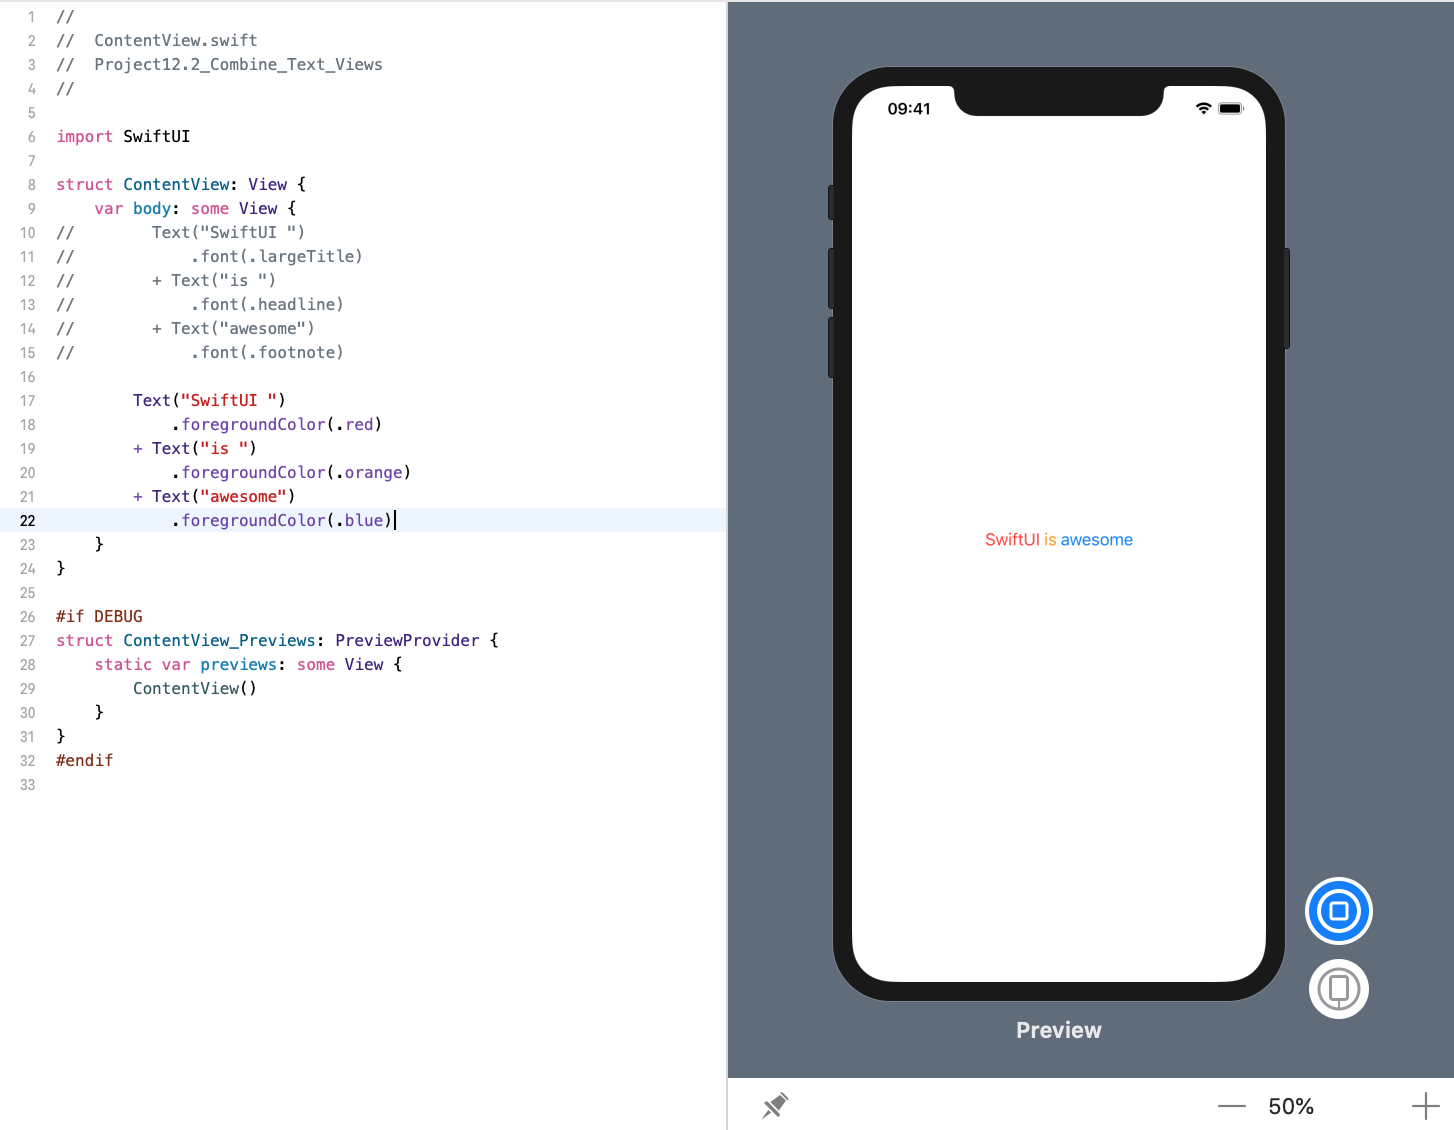 1 //
2 //  ContentView.swift
3 //  Project12.2_Combine_Text_Views
4 //
5
6 import SwiftUI
7
8 struct ContentView: View {
9     var body: some View {
10 //        Text("SwiftUI ")
11 //            .font(.largeTitle)
12 //        + Text("is ")
13 //            .font(.headline)
14 //        + Text("awesome")
15 //            .font(.footnote)
16
17         Text("SwiftUI ")
18             .foregroundColor(.red)
19         + Text("is ")
20             .foregroundColor(.orange)
21         + Text("awesome")
22             .foregroundColor(.blue)
23     }
24 }
25
26 #if DEBUG
27 struct ContentView_Previews: PreviewProvider {
28     static var previews: some View {
29         ContentView()
30     }
31 }
32 #endif
33
09:41
SwiftUI is awesome
Preview
50%